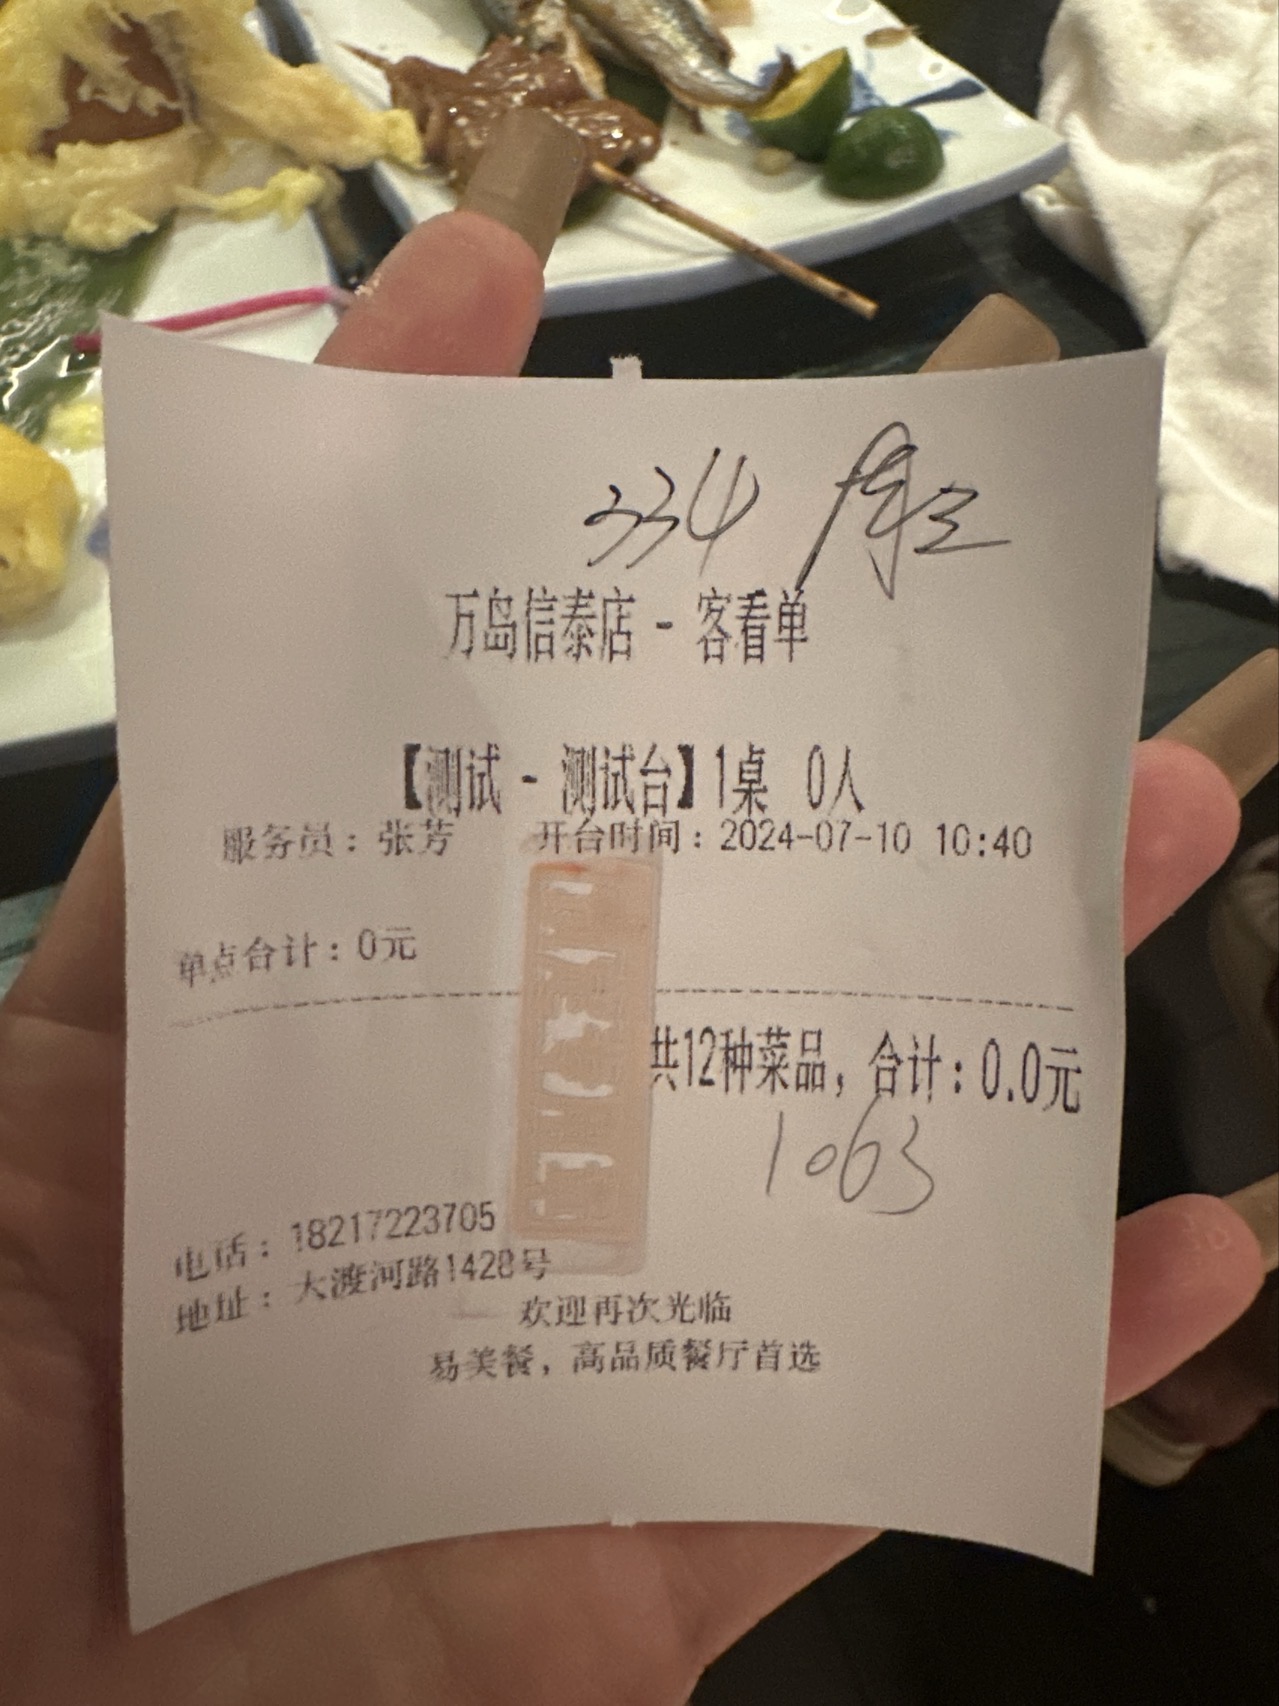 334
万岛信泰店 - 客看单
【测试 - 测试台】1桌 0人
服务员：张芳 开台时间：2024-07-10 10:40
单点合计：0元
共12种菜品，合计：0.0元
1063
电话：18217223705
地址：大渡河路1428号
欢迎再次光临
易美餐，高品质餐厅首选